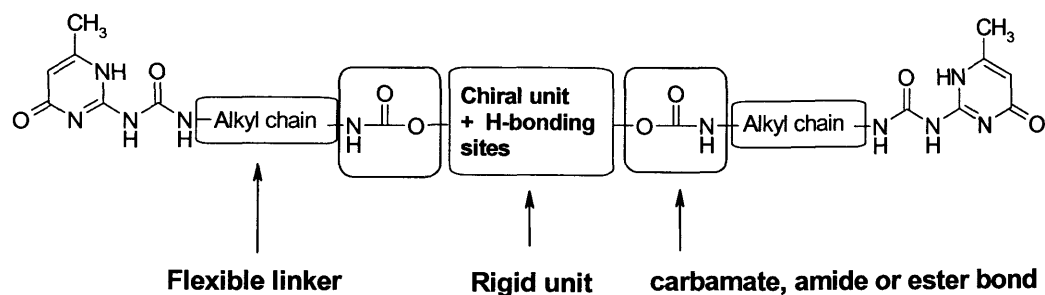 CH3
CH3
NH
O
O
HN
O
O
Chiral unit
+ H-bonding
sites
O
N
N
H
N
H
Alkyl chain
N
H
O
O
N
H
Alkyl chain
N
H
N
H
N
O
Flexible linker
Rigid unit
carbamate, amide or ester bond